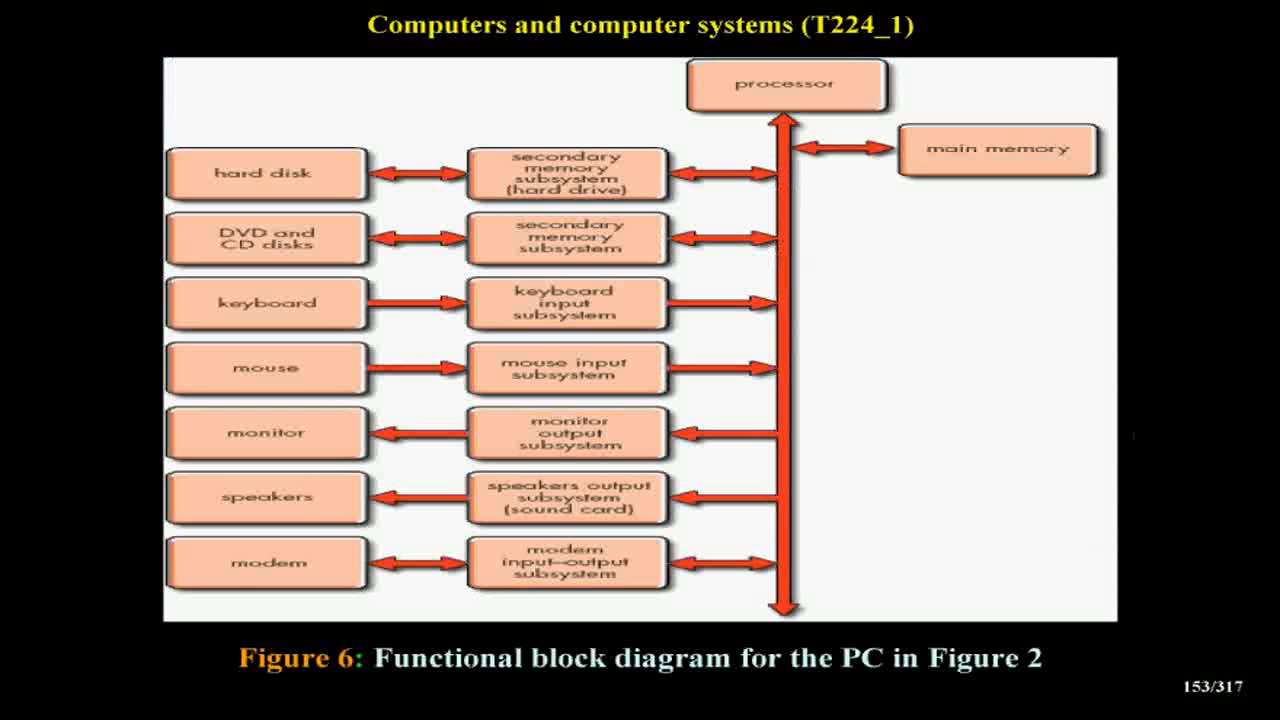 Computers and computer systems (T224_1)
processor
main memory
hard disk
secondary
memory
subsystem
(hard drive)
DVD and
CD disks
secondary
memory
subsystem
keyboard
keyboard
input
subsystem
mouse
mouse input
subsystem
monitor
monitor
output
subsystem
speakers
speakers output
subsystem
(sound card)
modem
modem
input–output
subsystem
Figure 6: Functional block diagram for the PC in Figure 2
153/317